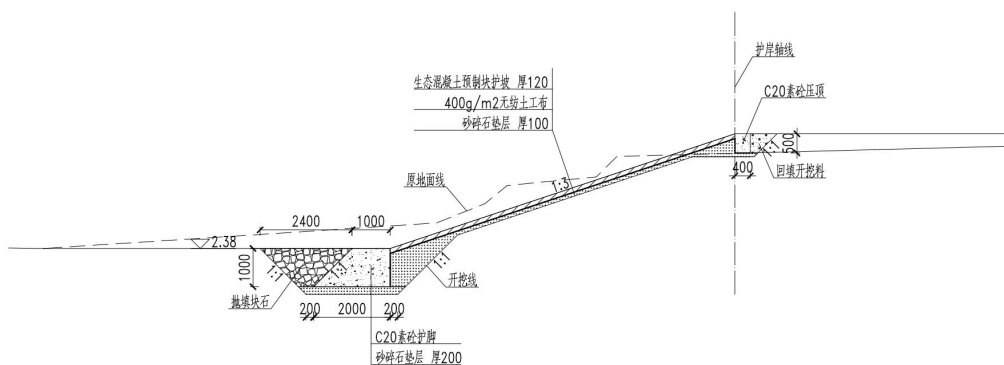 护岸轴线
生态混凝土预制块护坡 厚120
400g/m2无纺土工布
砂碎石垫层 厚100
C20素砼压顶
500
400
回填开挖料
原地面线
1:3
2400
1000
2.38
1000
抛填块石
开挖线
200
2000
200
C20素砼护脚
砂碎石垫层 厚200